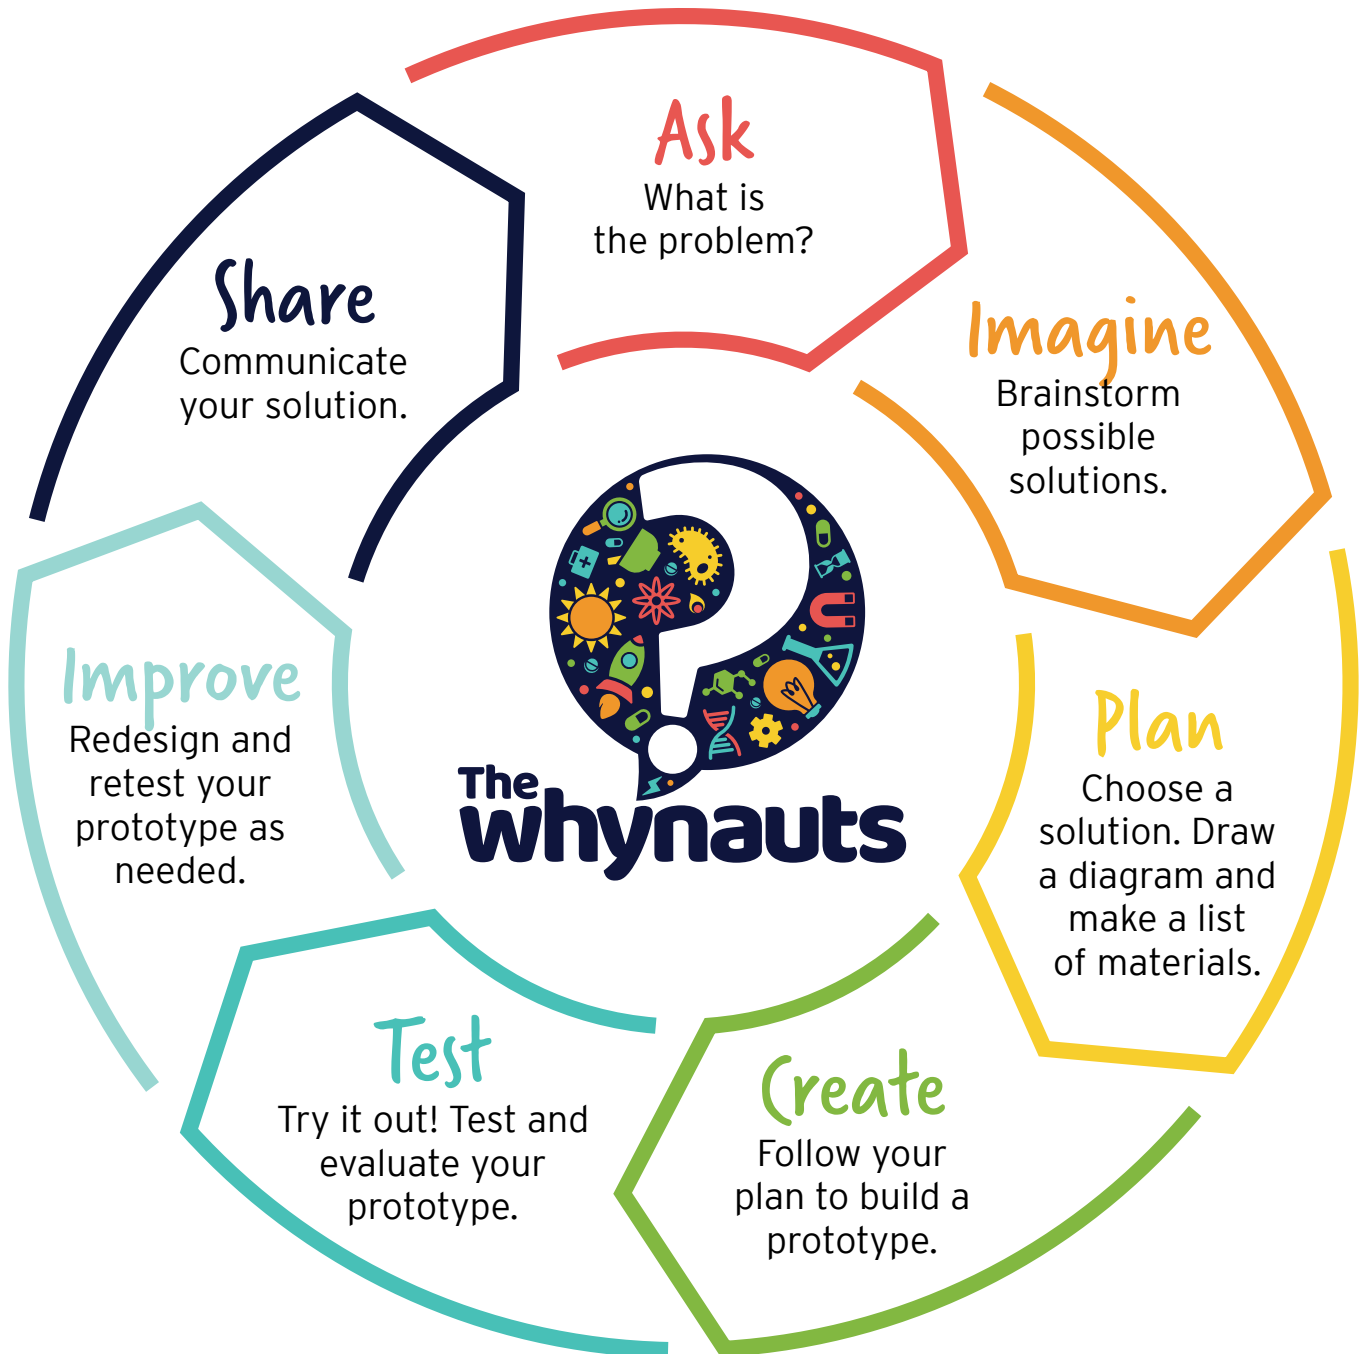 Ask
What is
the problem?
Imagine
Brainstorm
possible
solutions.
Plan
Choose a
solution. Draw
a diagram and
make a list
of materials.
Create
Follow your
plan to build a
prototype.
Test
Try it out! Test and
evaluate your
prototype.
Improve
Redesign and
retest your
prototype as
needed.
Share
Communicate
your solution.
The
whynauts